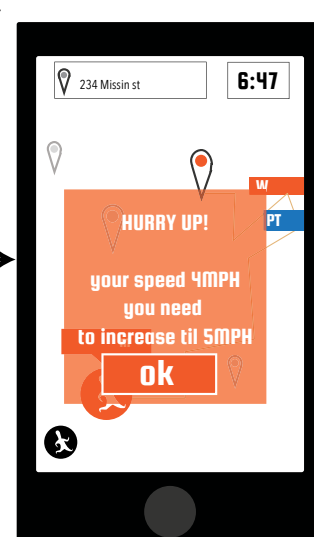 234 Missin st
6:47
W
PT
HURRY UP!
your speed 4MPH
you need
to increase til 5MPH
ok